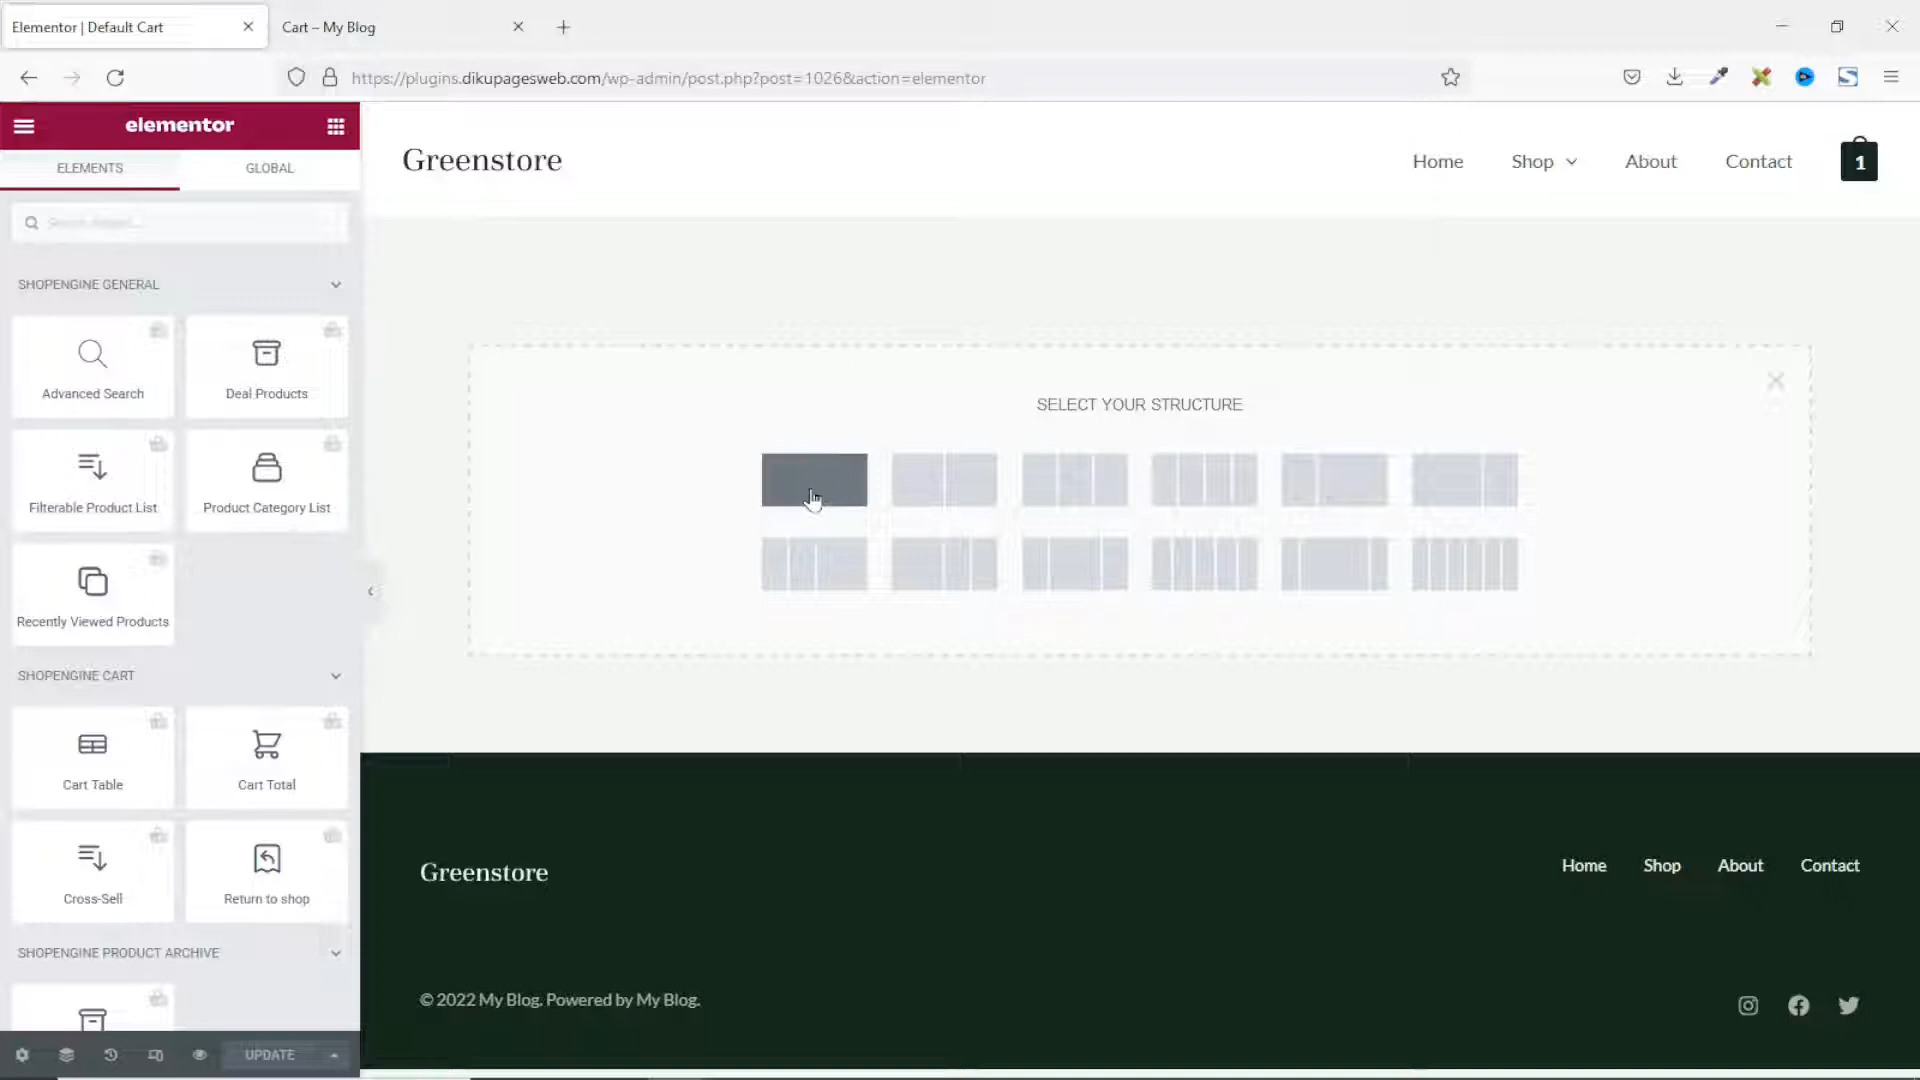 Elementor | Default Cart
Cart – My Blog
https://plugins.dikupagesweb.com/wp-admin/post.php?post=1026&action=elementor
elementor
ELEMENTS
GLOBAL
SHOPENGINE GENERAL
Advanced Search
Deal Products
Filterable Product List
Product Category List
Recently Viewed Products
SHOPENGINE CART
Cart Table
Cart Total
Cross-Sell
Return to shop
SHOPENGINE PRODUCT ARCHIVE
UPDATE
Greenstore
Home
Shop
About
Contact
1
SELECT YOUR STRUCTURE
Greenstore
Home
Shop
About
Contact
© 2022 My Blog. Powered by My Blog.